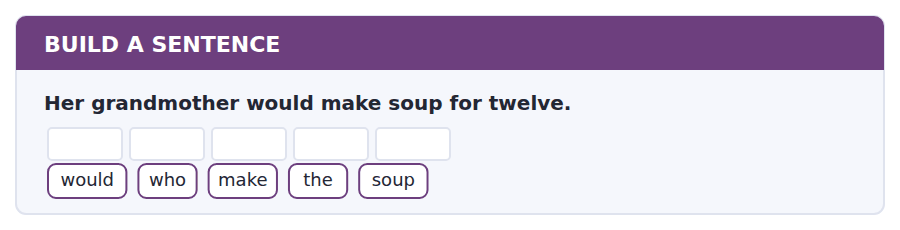 BUILD A SENTENCE
Her grandmother would make soup for twelve.
would who make the soup